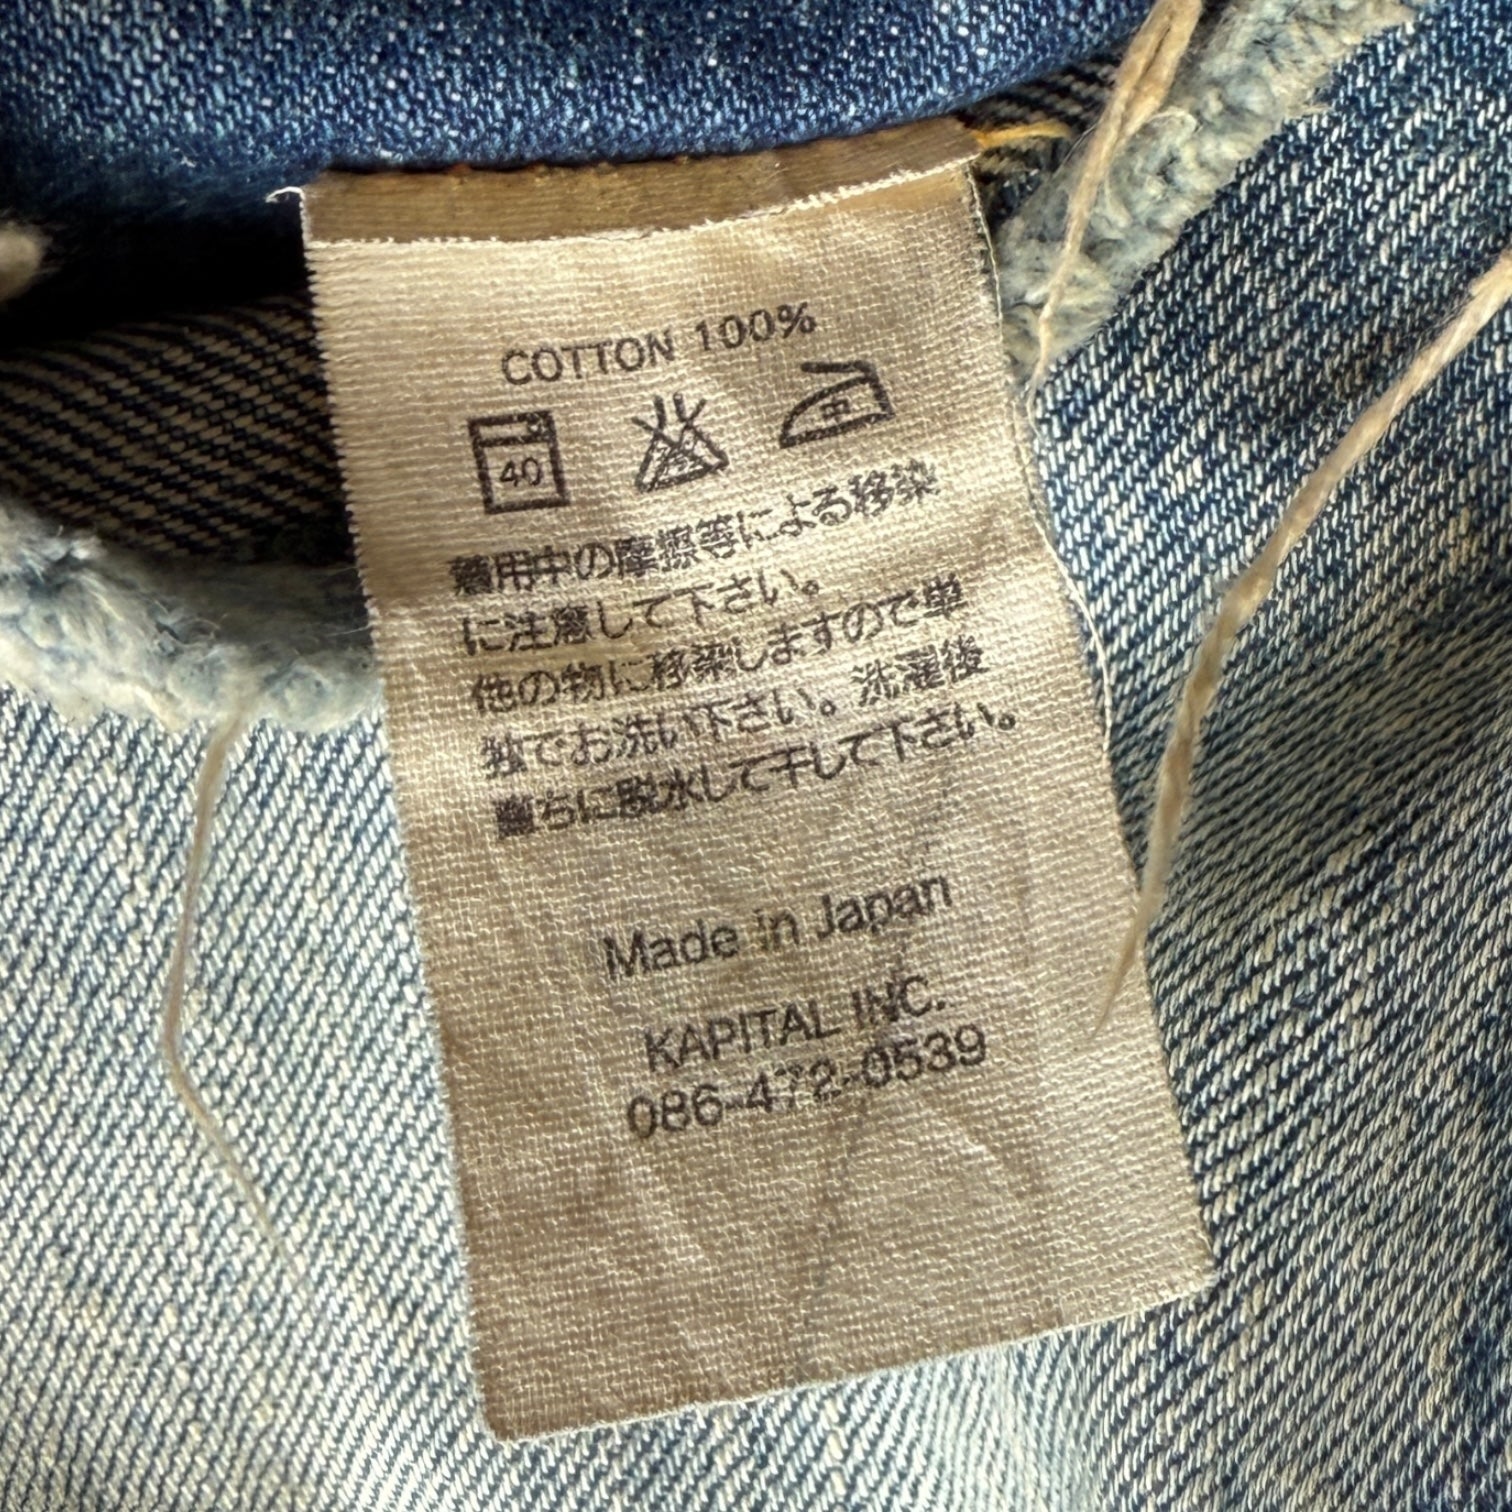 COTTON 100%
40
中
着用中の摩擦等による移染
に注意して下さい。
他の物に移染しますので単
独でお洗い下さい。洗濯後
直ちに脱水して干して下さい。
Made in Japan
KAPITAL INC.
086-472-0539